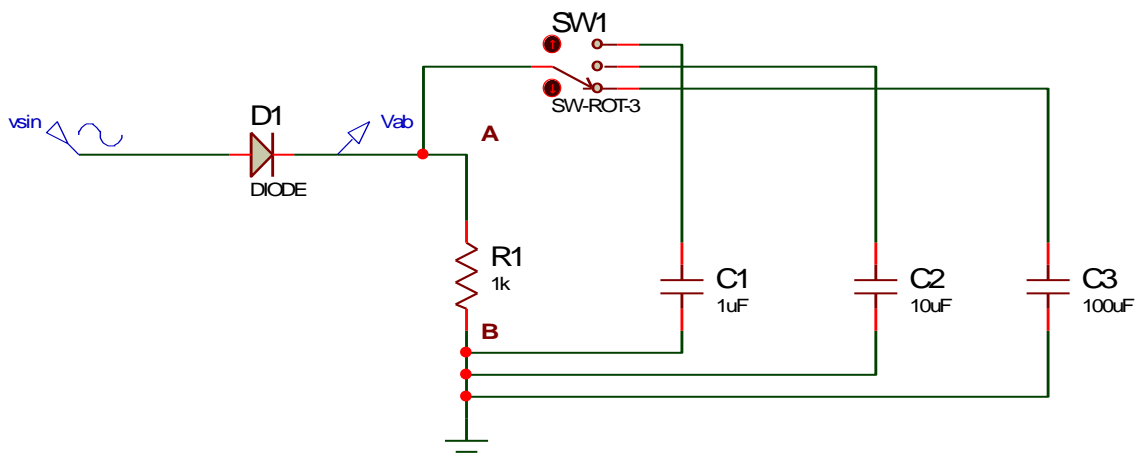 SW1
SW-ROT-3
vsin
D1
DIODE
Vab
A
R1
1k
B
C1
1uF
C2
10uF
C3
100uF